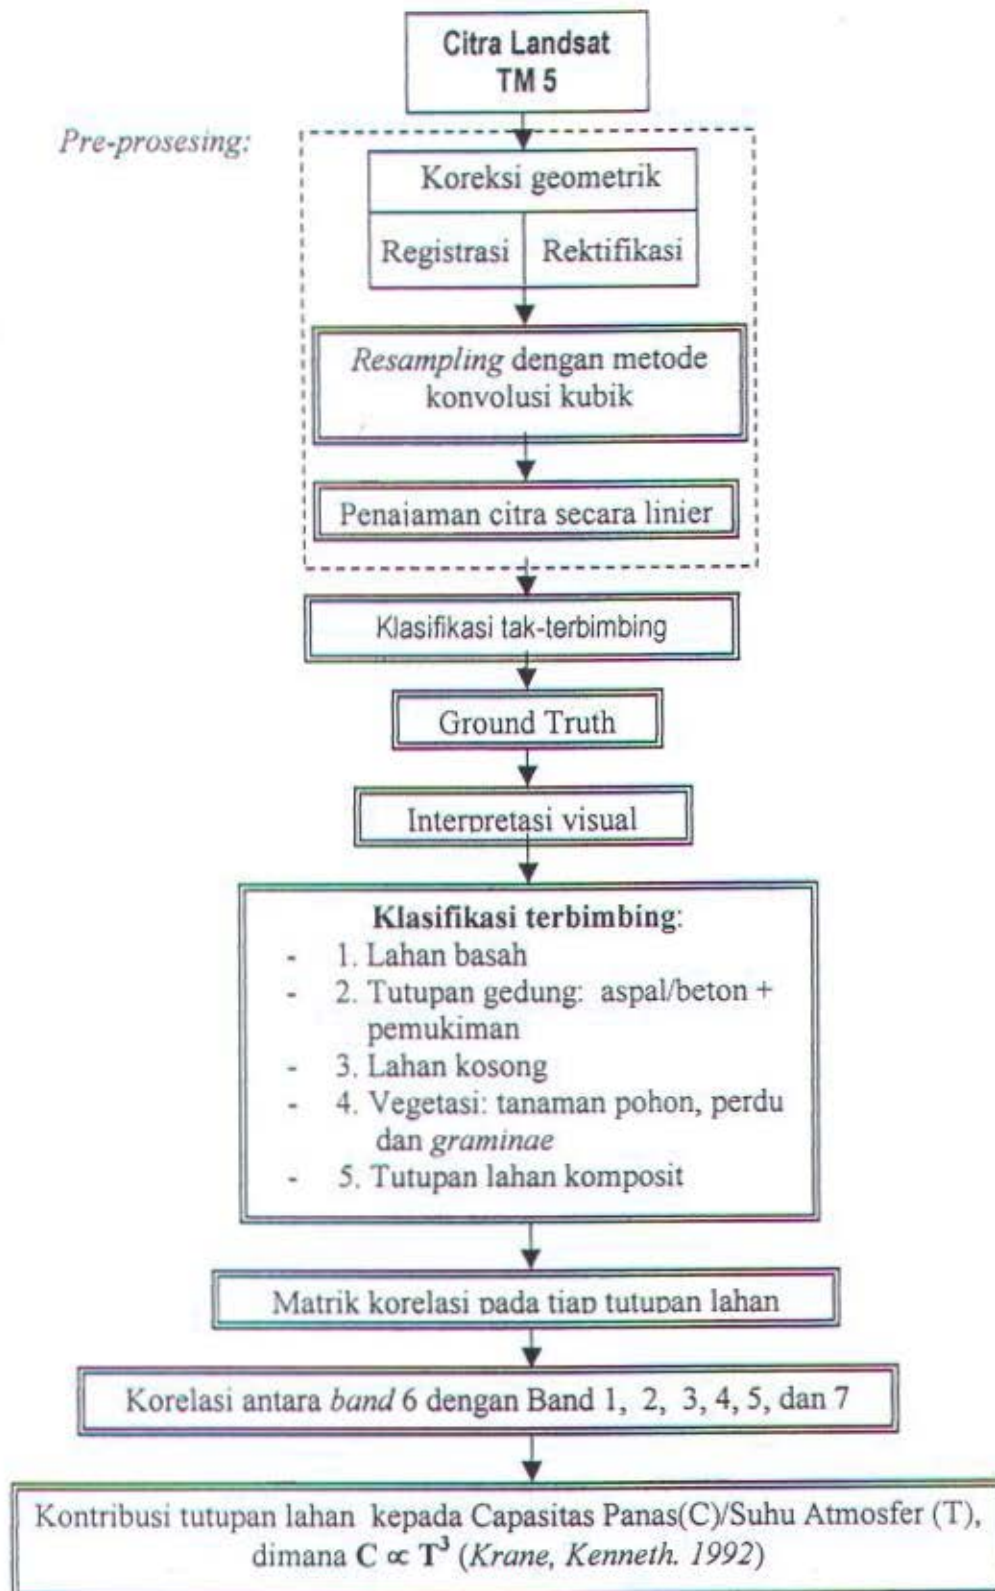 Citra Landsat
TM 5
Pre-prosesing:
Koreksi geometrik
Registrasi
Rektifikasi
Resampling dengan metode
konvolusi kubik
Penajaman citra secara linier
Klasifikasi tak-terbimbing
Ground Truth
Interpretasi visual
Klasifikasi terbimbing:
- 1. Lahan basah
- 2. Tutupan gedung: aspal/beton +
pemukiman
- 3. Lahan kosong
- 4. Vegetasi: tanaman pohon, perdu
dan graminae
- 5. Tutupan lahan komposit
Matrik korelasi pada tiap tutupan lahan
Korelasi antara band 6 dengan Band 1, 2, 3, 4, 5, dan 7
Kontribusi tutupan lahan kepada Capasitas Panas(C)/Suhu Atmosfer (T),
dimana C ∝ T³ (Krane, Kenneth. 1992)